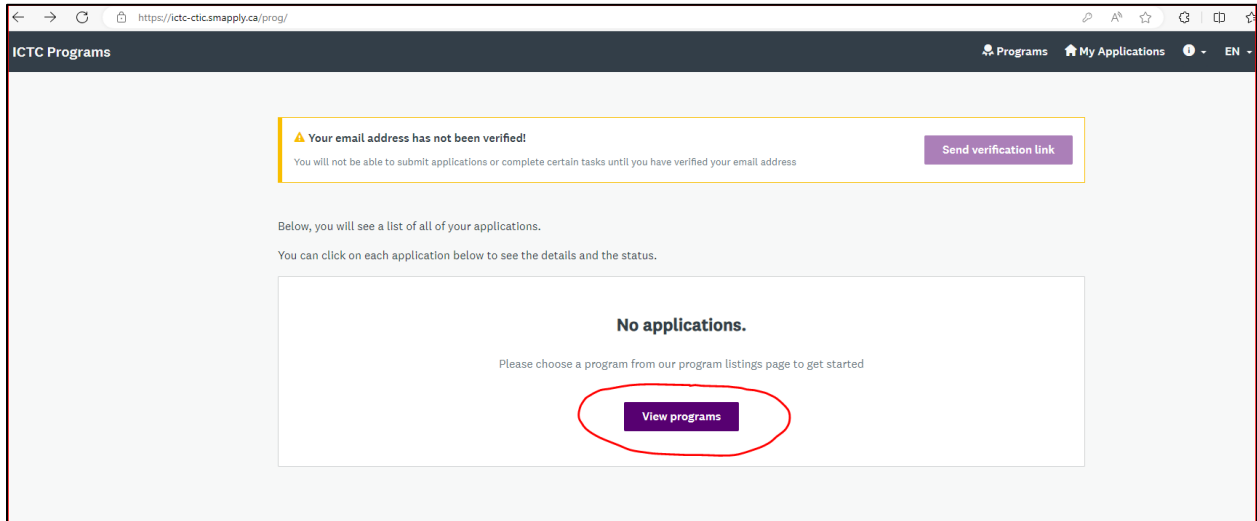 https://ictc-ctic.smapply.ca/prog/
ICTC Programs
Programs
My Applications
EN
Your email address has not been verified!
You will not be able to submit applications or complete certain tasks until you have verified your email address
Send verification link
Below, you will see a list of all of your applications.
You can click on each application below to see the details and the status.
No applications.
Please choose a program from our program listings page to get started
View programs